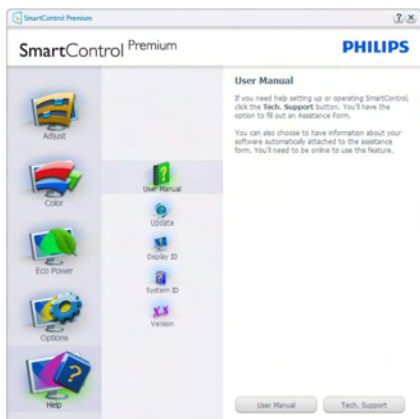 SmartControl Premium
SmartControl Premium
PHILIPS
Adjust
Color
Eco Power
Options
Help
User Manual
Update
Display ID
System ID
Version
User Manual
If you need help setting up or operating SmartControl,
click the Tech. Support button. You'll have the
option to fill out an Assistance Form.
You can also choose to have information about your
software automatically attached to the assistance
form. You'll need to be online to use this feature.
User Manual
Tech. Support